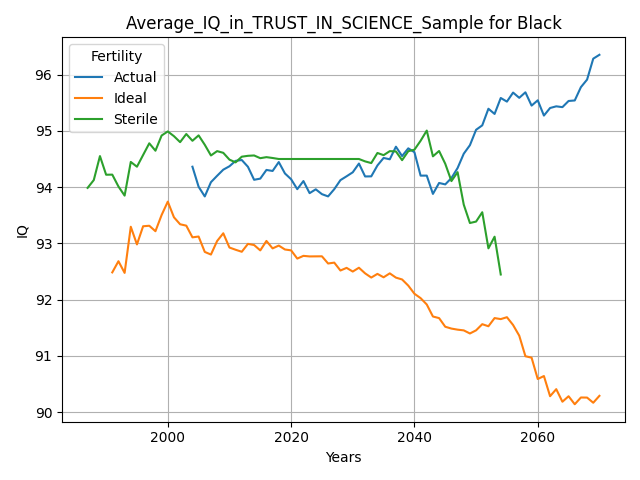 Average_IQ_in_TRUST_IN_SCIENCE_Sample for Black
Fertility
Actual
Ideal
Sterile
96
95
94
93
92
91
90
IQ
2000
2020
2040
2060
Years